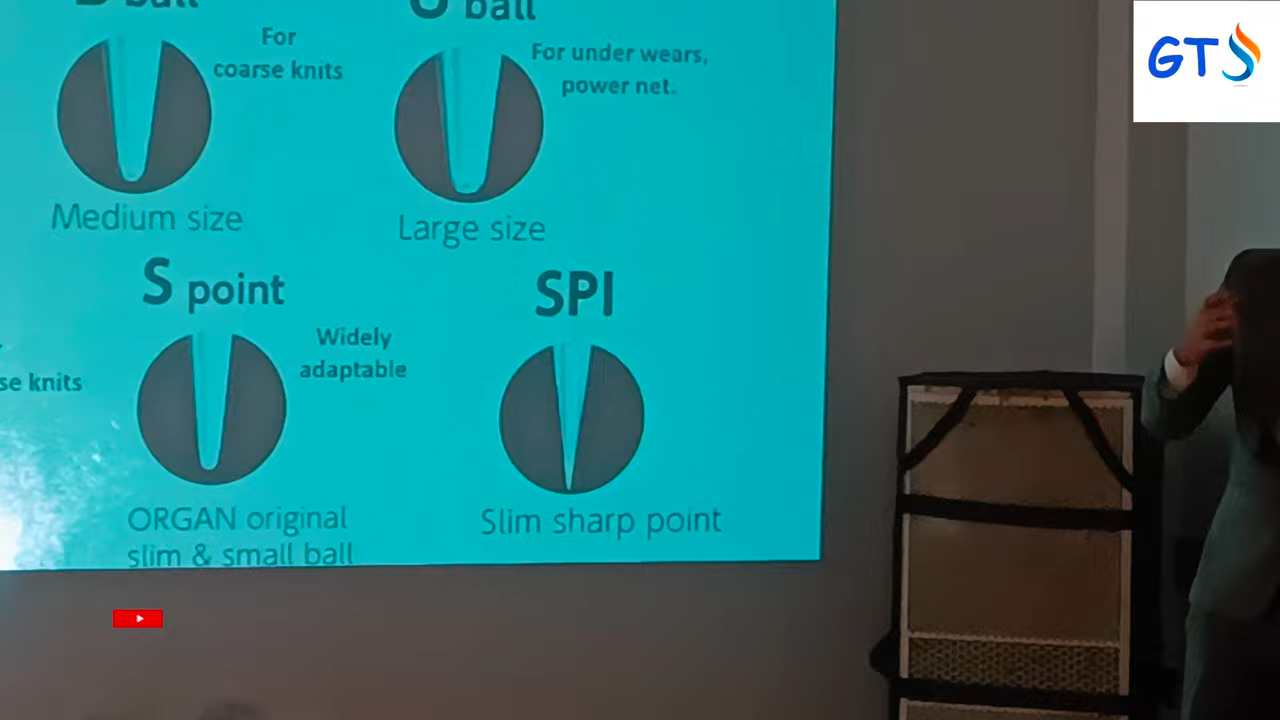 ball
ball
For
coarse knits
For under wears,
power net.
Medium size
Large size
S point
SPI
Widely
adaptable
knits
ORGAN original
slim & small ball
Slim sharp point
GTS